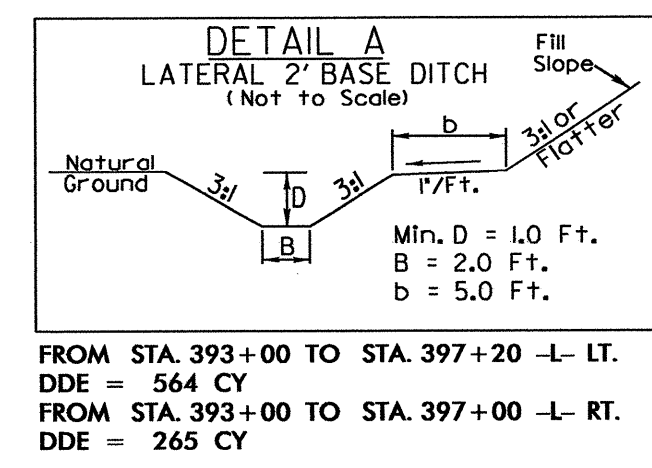 DETAIL A
LATERAL 2' BASE DITCH
(Not to Scale)
Fill
Slope
b
3:1 or
Flatter
Natural
Ground
3:1
D
3:1
1"/Ft.
B
Min. D = 1.0 Ft.
B = 2.0 Ft.
b = 5.0 Ft.
FROM STA. 393+00 TO STA. 397+20 -L- LT.
DDE = 564 CY
FROM STA. 393+00 TO STA. 397+00 -L- RT.
DDE = 265 CY